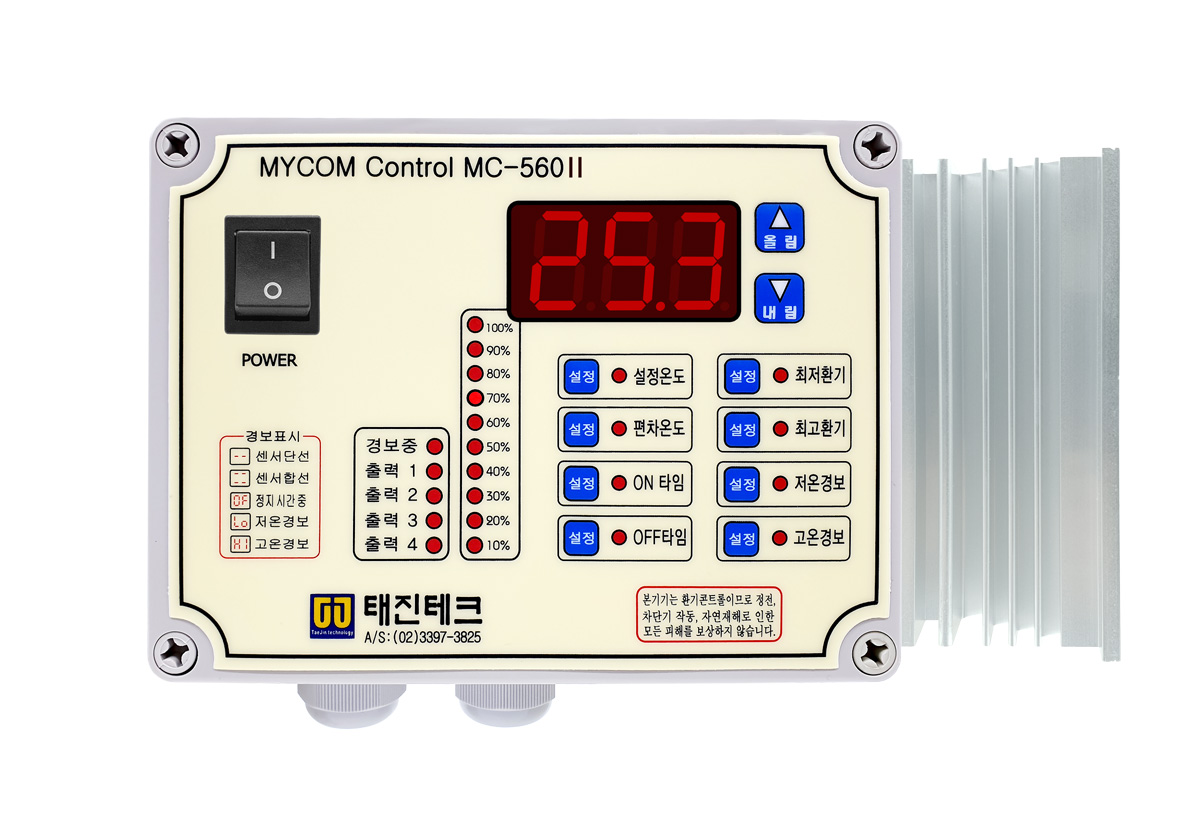 MYCOM Control MC-560II
25.3
올 림
내 림
POWER
100%
90%
80%
70%
60%
50%
40%
30%
20%
10%
경보중
출력 1
출력 2
출력 3
출력 4
경보표시
-- 센서단선
센서합선
OF 정지시간중
Lo 저온경보
HI 고온경보
설정 설정온도
설정 최저환기
설정 편차온도
설정 최고환기
설정 ON 타임
설정 저온경보
설정 OFF타임
설정 고온경보
TaeJin technology
태진테크
A/S:(02)3397-3825
본기기는 환기콘트롤이므로 정전,
차단기 작동, 자연재해로 인한
모든 피해를 보상하지 않습니다.